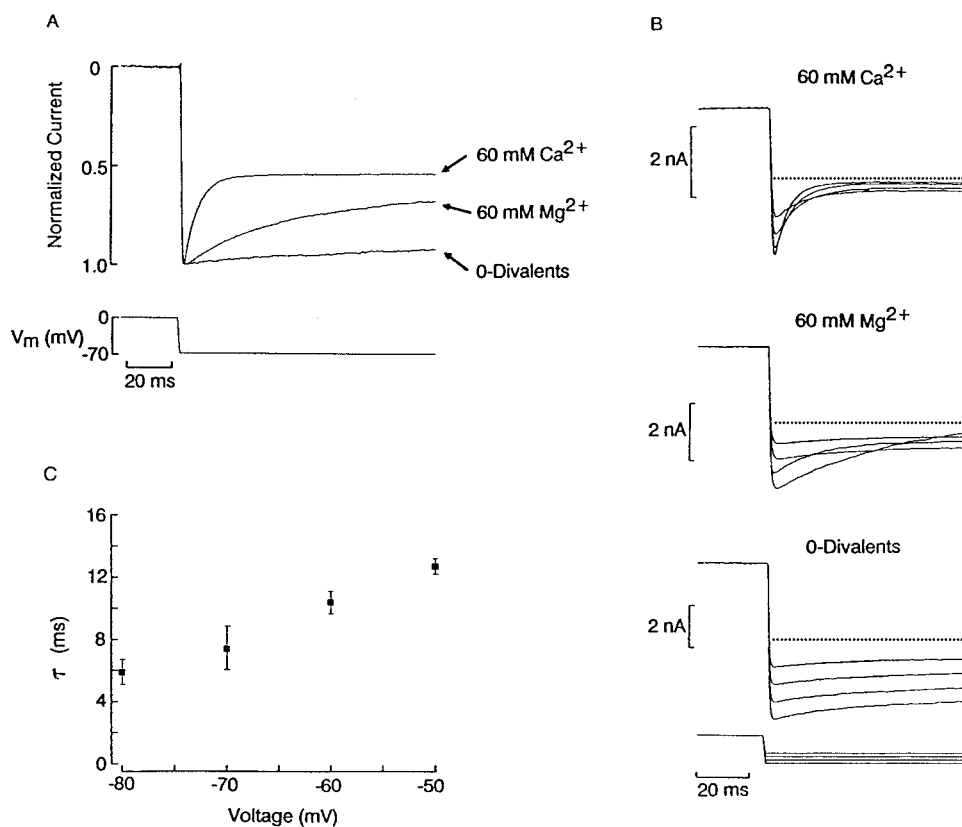 A
0
0.5
1.0
Normalized Current
60 mM Ca2+
60 mM Mg2+
0-Divalents
Vm (mV)
0
-70
20 ms
B
60 mM Ca2+
2 nA
60 mM Mg2+
2 nA
0-Divalents
2 nA
20 ms
C
16
12
8
4
0
τ (ms)
-80
-70
-60
-50
Voltage (mV)